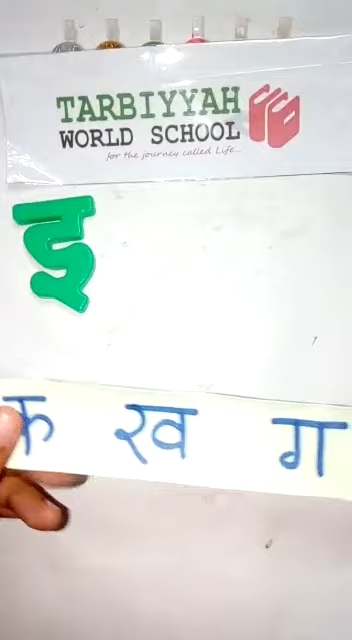 TARBIYYAH
WORLD SCHOOL
for the journey called Life...
इ
क ख ग